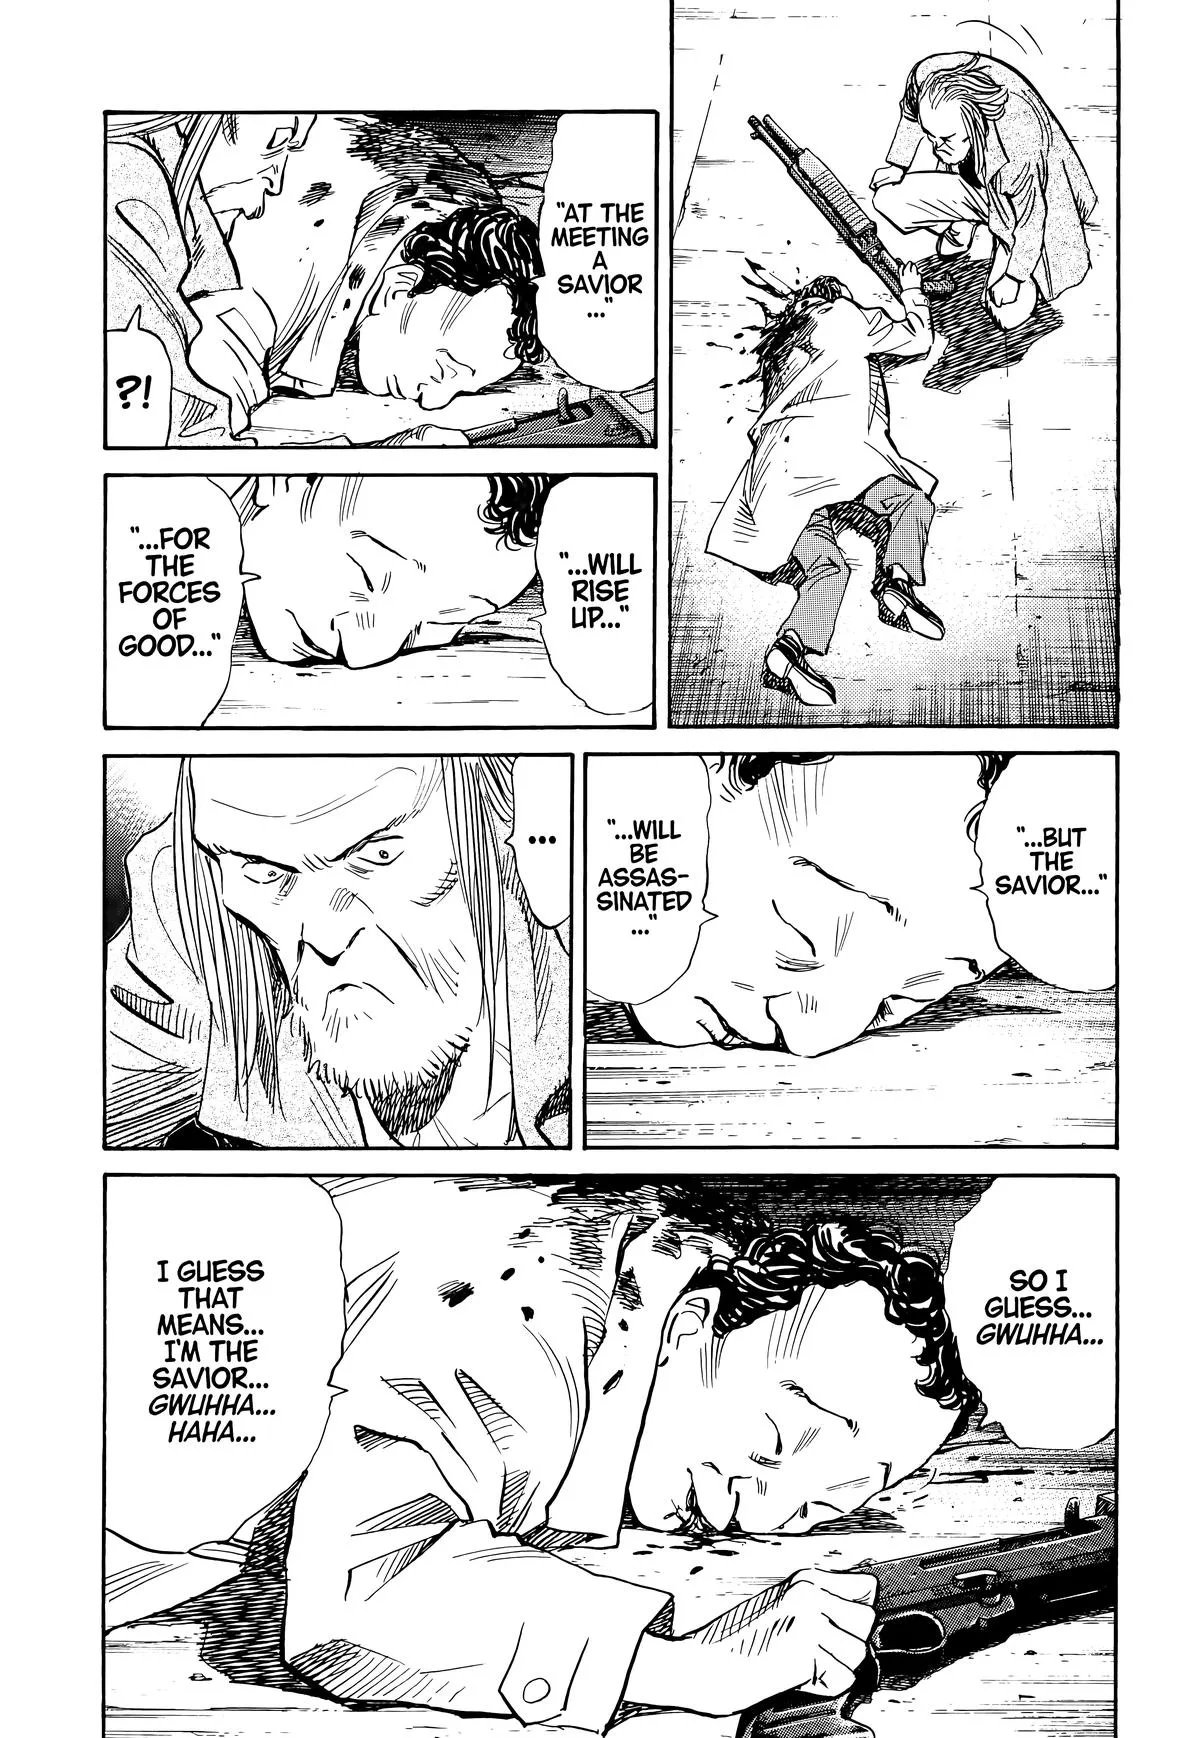 "AT THE
MEETING
A
SAVIOR
..."
?!
"...WILL
RISE
UP..."
"...FOR
THE
FORCES
OF
GOOD..."
"...BUT
THE
SAVIOR..."
"...WILL
BE
ASSAS-
SINATED
..."
...
SO I
GUESS...
GWUHHA...
I GUESS
THAT
MEANS...
I'M THE
SAVIOR...
GWUHHA...
HAHA...